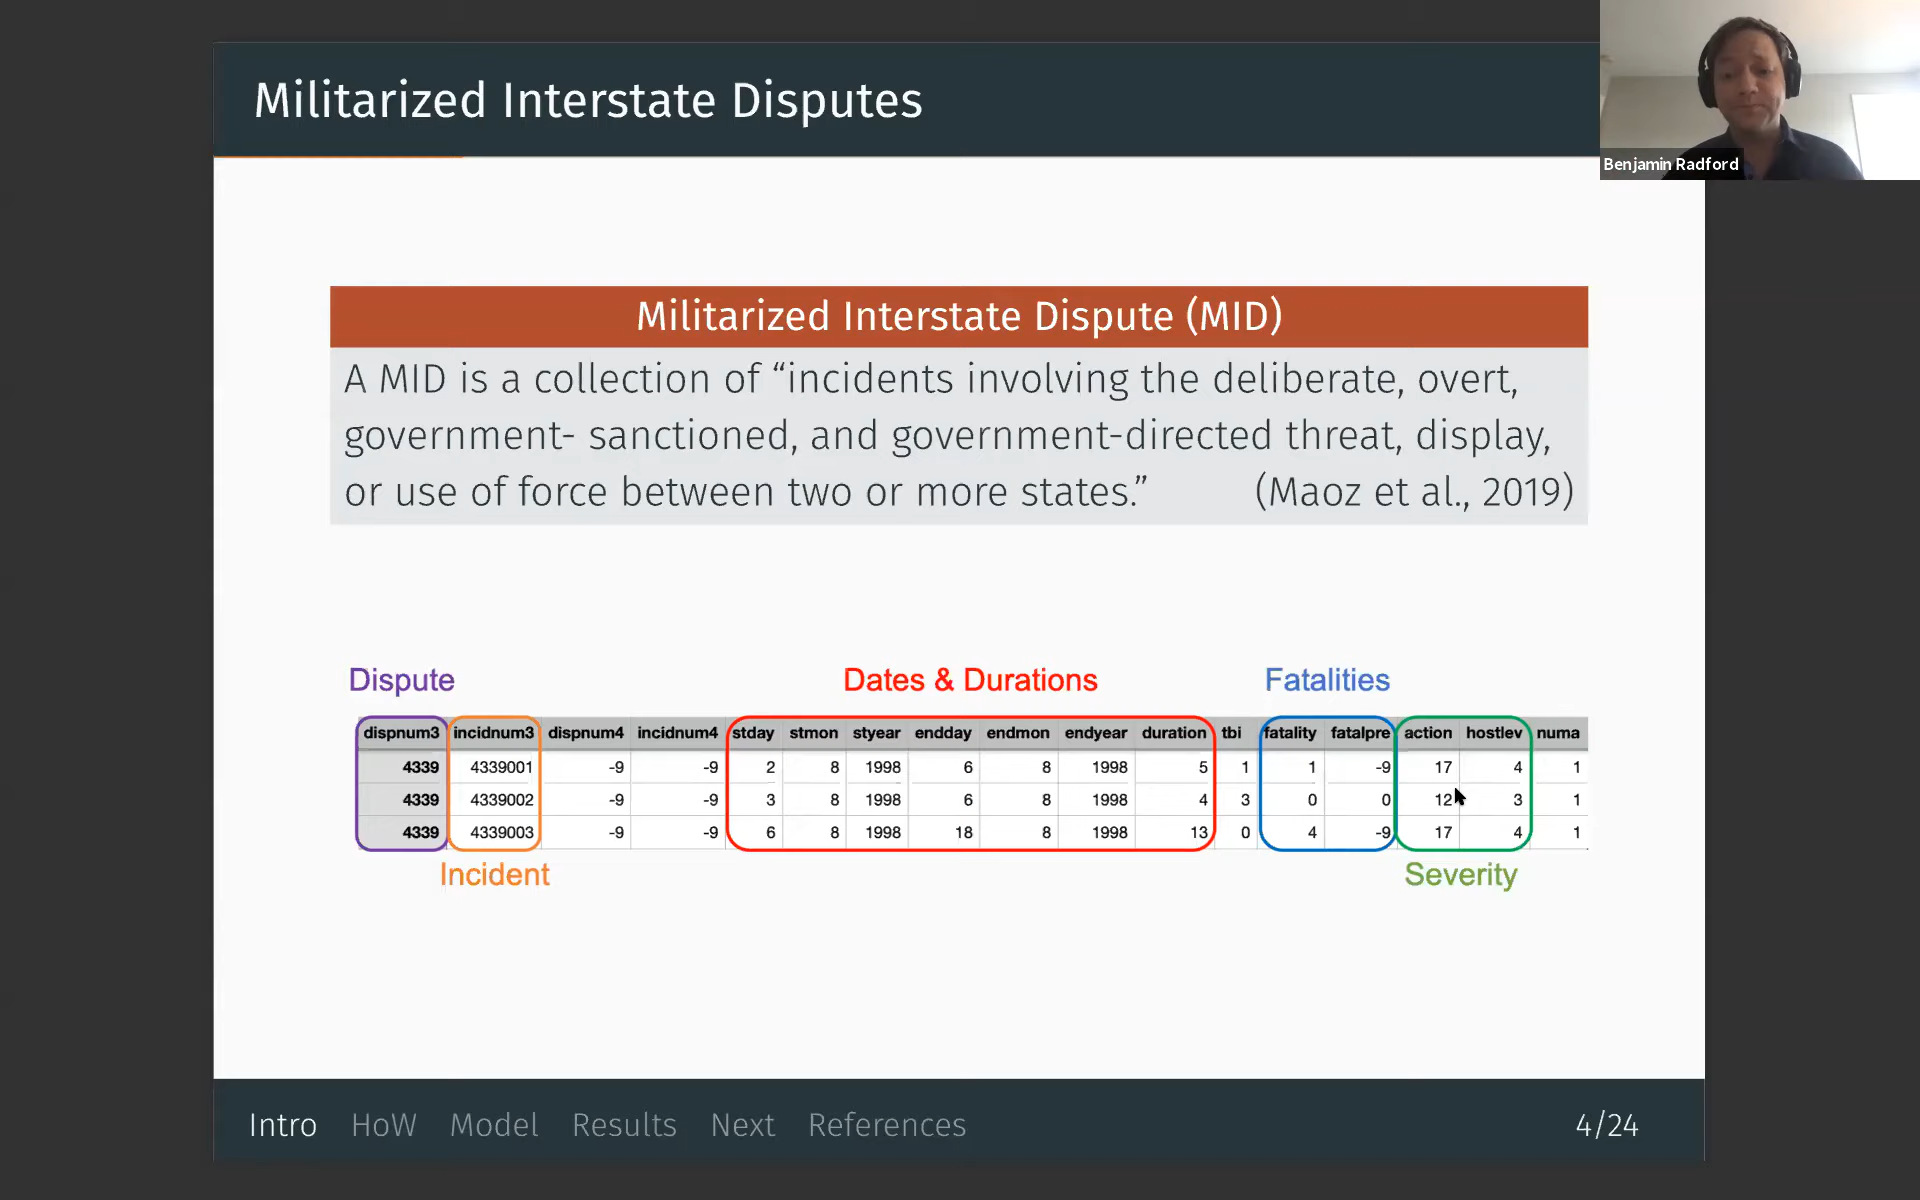 Militarized Interstate Disputes
Benjamin Radford
Militarized Interstate Dispute (MID)
A MID is a collection of “incidents involving the deliberate, overt,
government- sanctioned, and government-directed threat, display,
or use of force between two or more states.” (Maoz et al., 2019)
Dispute Dates & Durations Fatalities
dispnum3 incidnum3 dispnum4 incidnum4 stday stmon styear endday endmon endyear duration tbi fatality fatalpre action hostlev numa
4339 4339001 -9 -9 2 8 1998 6 8 1998 5 1 1 -9 17 4 1
4339 4339002 -9 -9 3 8 1998 6 8 1998 4 3 0 0 12 3 1
4339 4339003 -9 -9 6 8 1998 18 8 1998 13 0 4 -9 17 4 1
Incident Severity
Intro HoW Model Results Next References 4/24